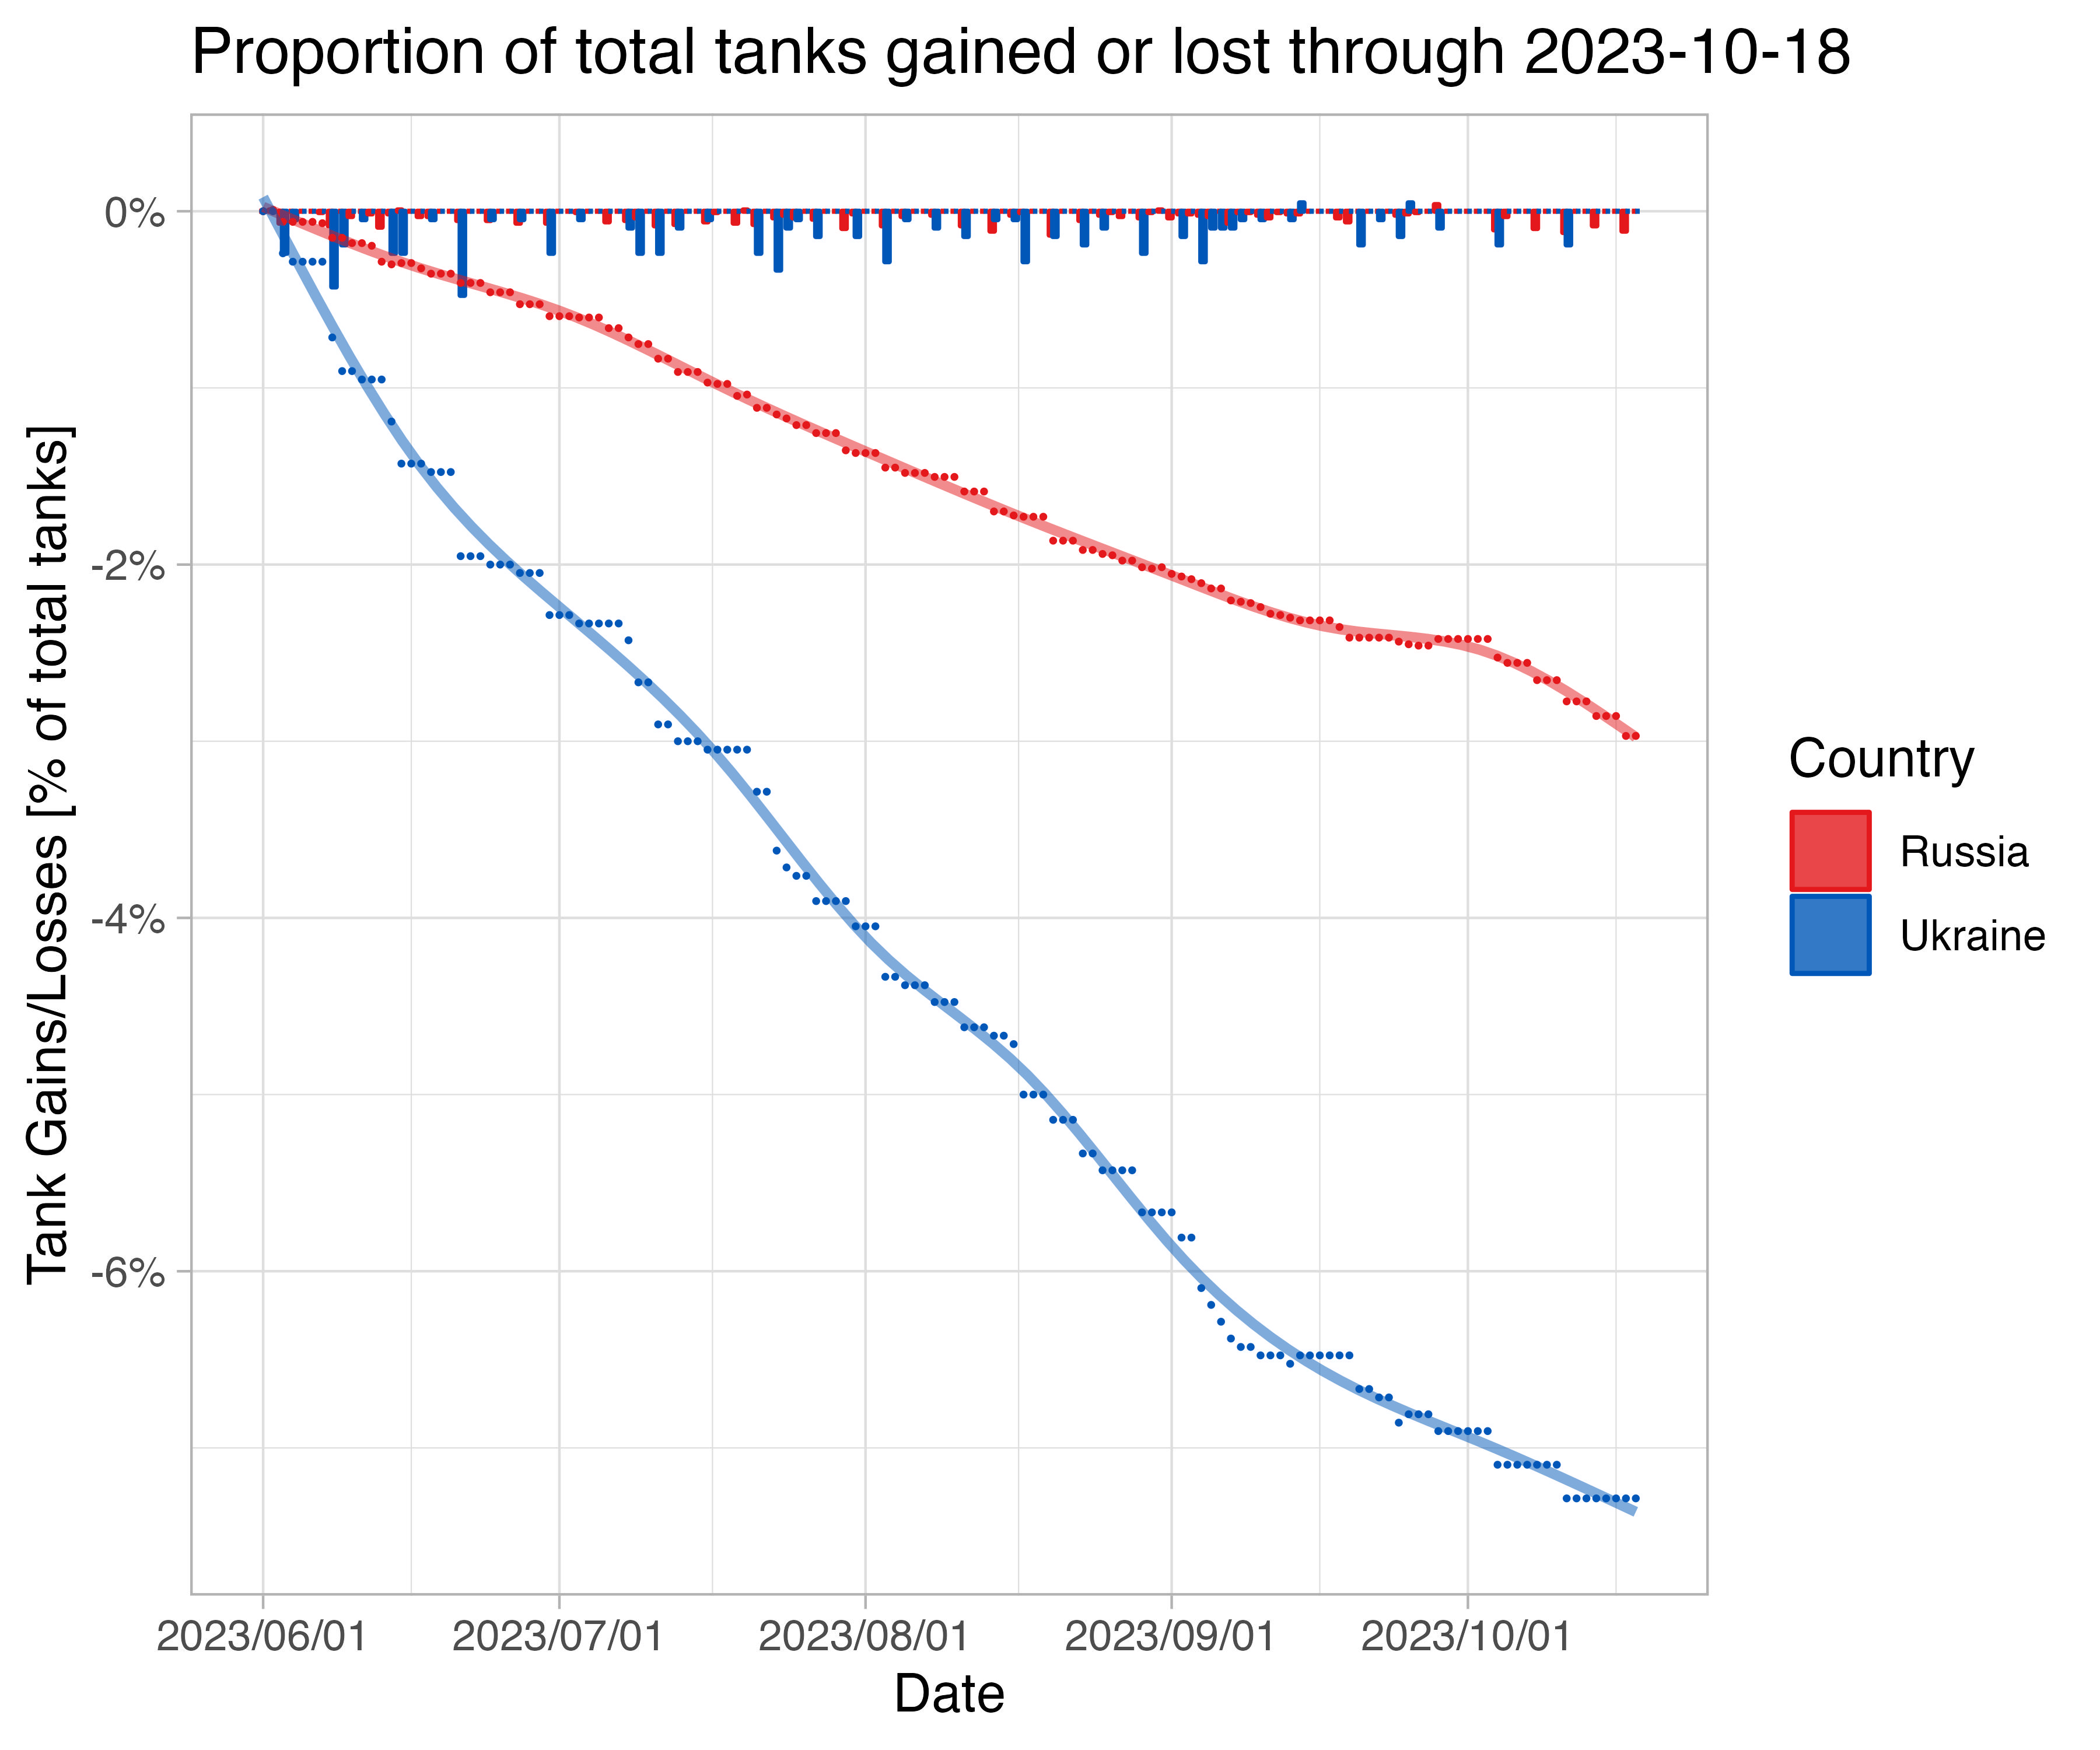 Proportion of total tanks gained or lost through 2023-10-18
Tank Gains/Losses [% of total tanks]
0%
-2%
-4%
-6%
2023/06/01
2023/07/01
2023/08/01
2023/09/01
2023/10/01
Date
Country
Russia
Ukraine